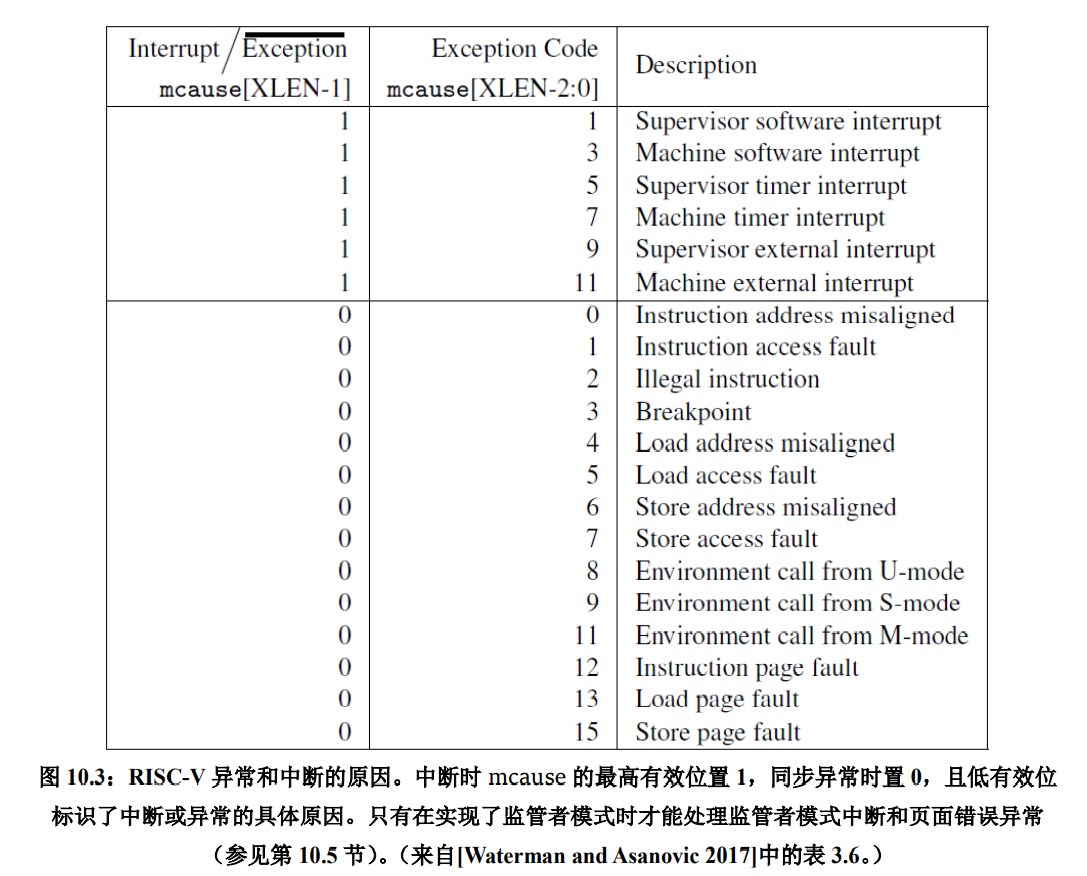 Interrupt / Exception Exception Code Description
mcause[XLEN-1] mcause[XLEN-2:0]
1 1 Supervisor software interrupt
1 3 Machine software interrupt
1 5 Supervisor timer interrupt
1 7 Machine timer interrupt
1 9 Supervisor external interrupt
1 11 Machine external interrupt
0 0 Instruction address misaligned
0 1 Instruction access fault
0 2 Illegal instruction
0 3 Breakpoint
0 4 Load address misaligned
0 5 Load access fault
0 6 Store address misaligned
0 7 Store access fault
0 8 Environment call from U-mode
0 9 Environment call from S-mode
0 11 Environment call from M-mode
0 12 Instruction page fault
0 13 Load page fault
0 15 Store page fault
图 10.3：RISC-V 异常和中断的原因。中断时 mcause 的最高有效位置 1，同步异常时置 0，且低有效位
标识了中断或异常的具体原因。只有在实现了监管者模式时才能处理监管者模式中断和页面错误异常
（参见第 10.5 节）。（来自[Waterman and Asanovic 2017]中的表 3.6。）